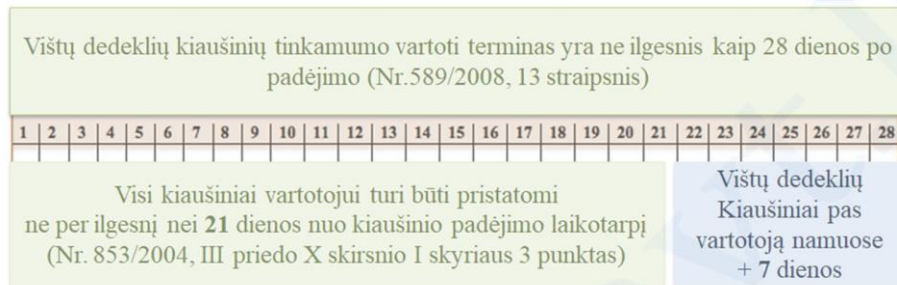 Vištų dedeklių kiaušinių tinkamumo vartoti terminas yra ne ilgesnis kaip 28 dienos po
padėjimo (Nr.589/2008, 13 straipsnis)
1 2 3 4 5 6 7 8 9 10 11 12 13 14 15 16 17 18 19 20 21 22 23 24 25 26 27 28
Visi kiaušiniai vartotojui turi būti pristatomi
ne per ilgesnį nei 21 dienos nuo kiaušinio padėjimo laikotarpį
(Nr. 853/2004, III priedo X skirsnio I skyriaus 3 punktas)
Vištų dedeklių
Kiaušiniai pas
vartotoją namuose
+ 7 dienos